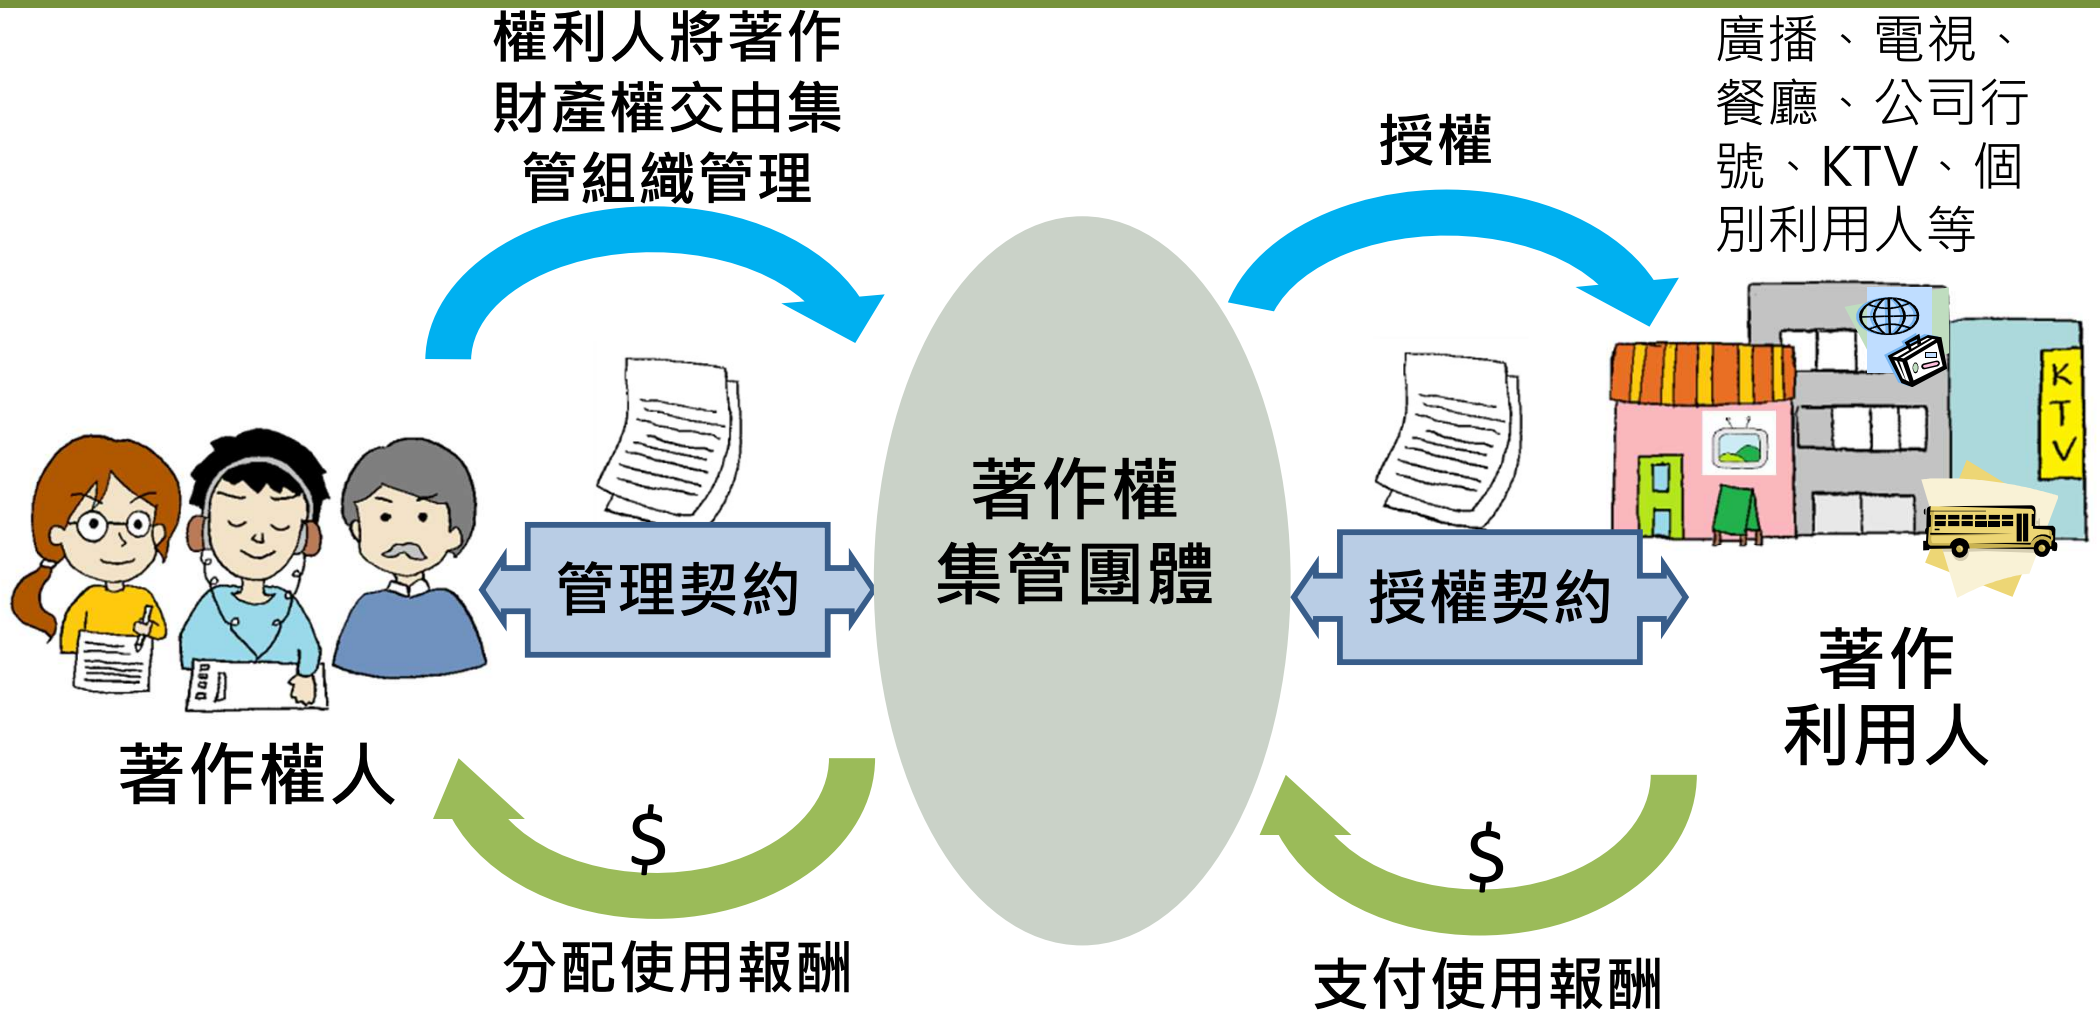 權利人將著作
財產權交由集
管組織管理
授權
廣播、電視、
餐廳、公司行
號、KTV、個
別利用人等
KTV
管理契約
著作權
集管團體
授權契約
著作權人
著作
利用人
$
$
分配使用報酬
支付使用報酬